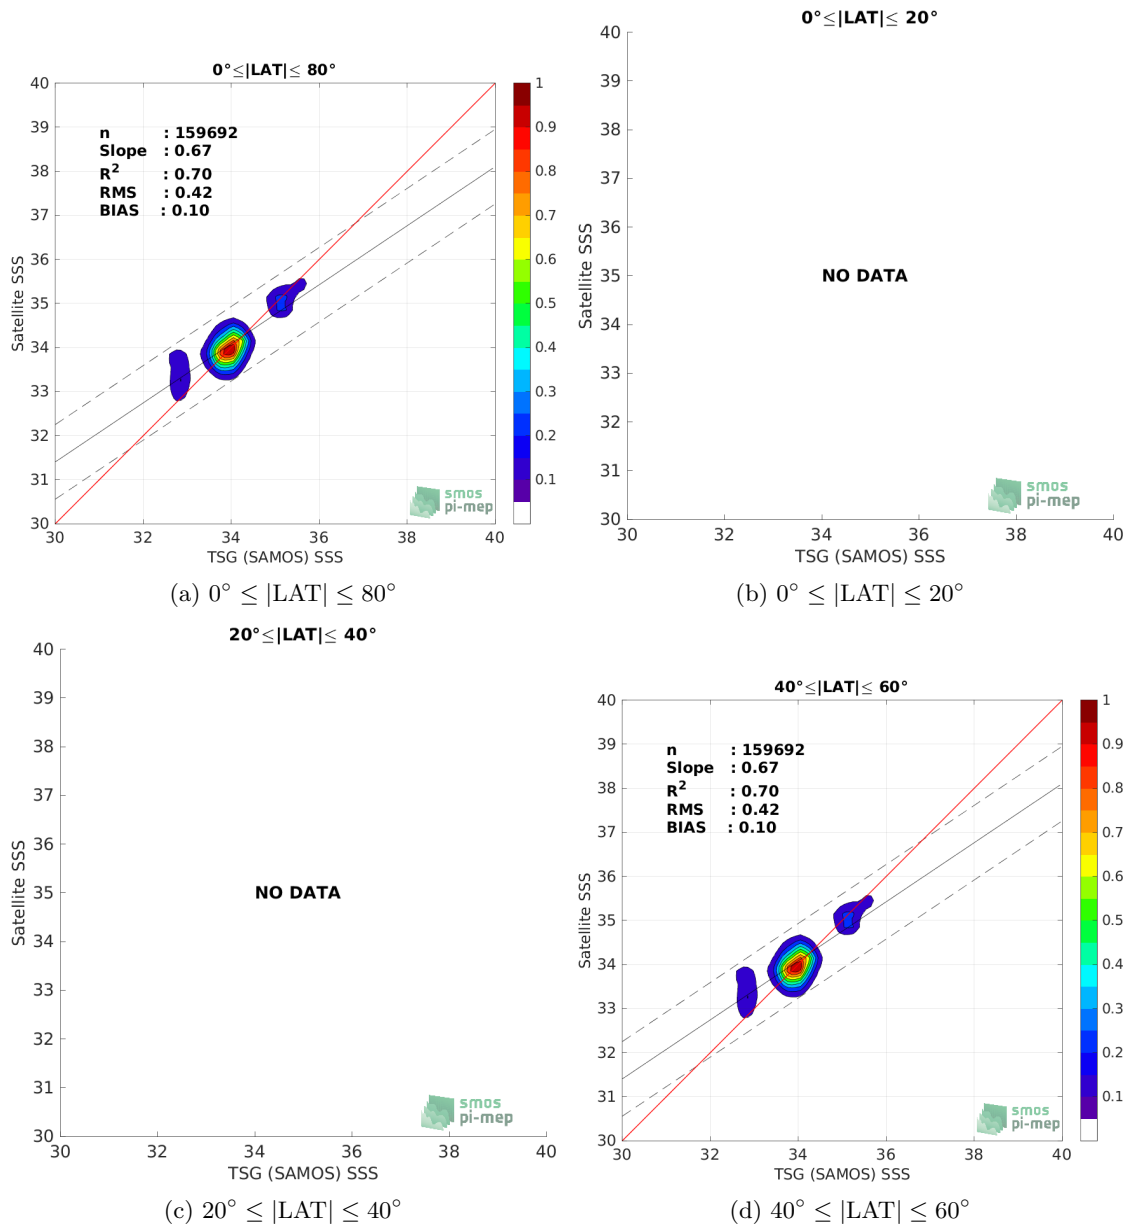 0°≤|LAT|≤ 80°
40
39
38
37
36
35
34
33
32
31
30
Satellite SSS
n : 159692
Slope : 0.67
R² : 0.70
RMS : 0.42
BIAS : 0.10
smos
pi-mep
30 32 34 36 38 40
TSG (SAMOS) SSS
1
0.9
0.8
0.7
0.6
0.5
0.4
0.3
0.2
0.1
(a) 0° ≤ |LAT| ≤ 80°
0°≤|LAT|≤ 20°
40
39
38
37
36
35
34
33
32
31
30
Satellite SSS
NO DATA
smos
pi-mep
30 32 34 36 38 40
TSG (SAMOS) SSS
(b) 0° ≤ |LAT| ≤ 20°
20°≤|LAT|≤ 40°
40
39
38
37
36
35
34
33
32
31
30
Satellite SSS
NO DATA
smos
pi-mep
30 32 34 36 38 40
TSG (SAMOS) SSS
(c) 20° ≤ |LAT| ≤ 40°
40°≤|LAT|≤ 60°
40
39
38
37
36
35
34
33
32
31
30
Satellite SSS
n : 159692
Slope : 0.67
R² : 0.70
RMS : 0.42
BIAS : 0.10
smos
pi-mep
30 32 34 36 38 40
TSG (SAMOS) SSS
1
0.9
0.8
0.7
0.6
0.5
0.4
0.3
0.2
0.1
(d) 40° ≤ |LAT| ≤ 60°